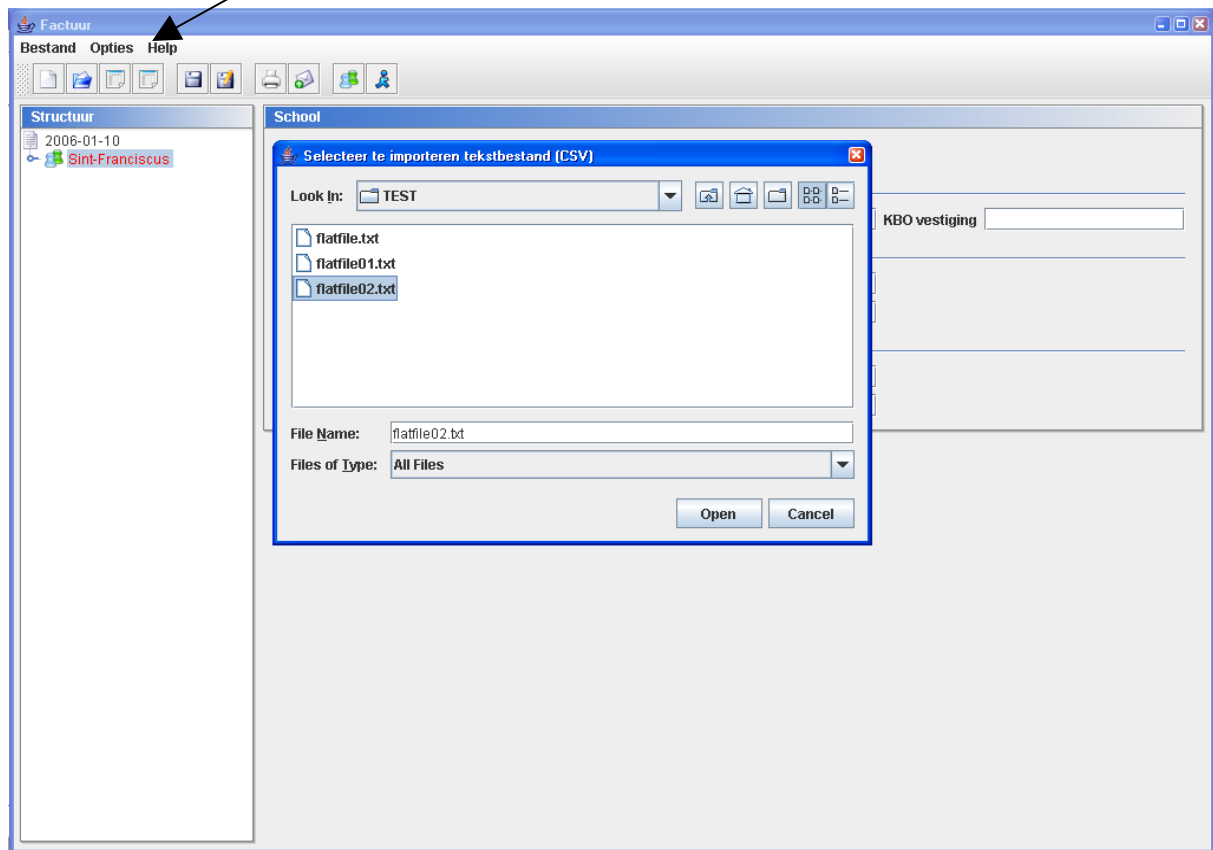 Factuur
Bestand Opties Help
Structuur
2006-01-10
Sint-Franciscus
School
KBO vestiging
Selecteer te importeren tekstbestand (CSV)
Look In: TEST
flatfile.txt
flatfile01.txt
flatfile02.txt
File Name: flatfile02.txt
Files of Type: All Files
Open Cancel